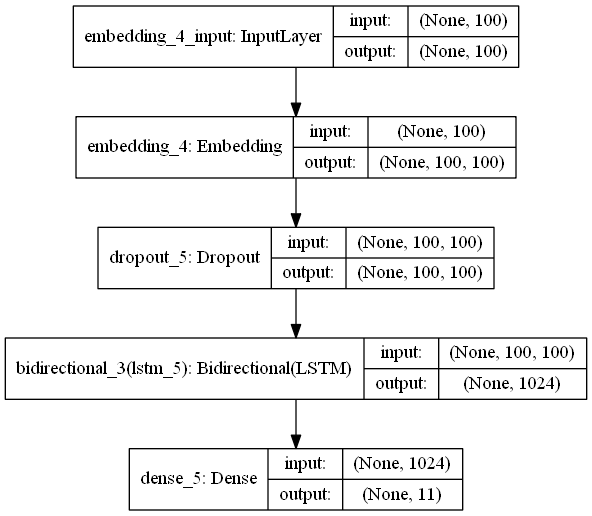 embedding_4_input: InputLayer
input: (None, 100)
output: (None, 100)
embedding_4: Embedding
input: (None, 100)
output: (None, 100, 100)
dropout_5: Dropout
input: (None, 100, 100)
output: (None, 100, 100)
bidirectional_3(lstm_5): Bidirectional(LSTM)
input: (None, 100, 100)
output: (None, 1024)
dense_5: Dense
input: (None, 1024)
output: (None, 11)